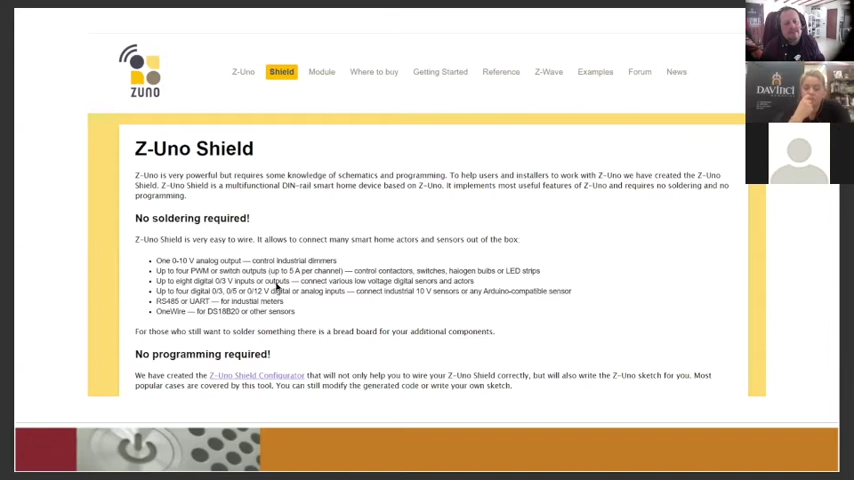 ZUNO
Z-Uno Shield Module Where to buy Getting Started Reference Z-Wave Examples Forum News
DAVINCI
Z-Uno Shield
Z-Uno is very powerful but requires some knowledge of schematics and programming. To help users and installers to work with Z-Uno we have created the Z-Uno
Shield. Z-Uno Shield is a multifunctional DIN-rail smart home device based on Z-Uno. It implements most useful features of Z-Uno and requires no soldering and no
programming.
No soldering required!
Z-Uno Shield is very easy to wire. It allows to connect many smart home actors and sensors out of the box:
One 0-10 V analog output — control industrial dimmers
Up to four PWM or switch outputs (up to 5 A per channel) — control contactors, switches, halogen bulbs or LED strips
Up to eight digital 0/3 V inputs or outputs — connect various low voltage digital senors and actors
Up to four digital 0/3, 0/5 or 0/12 V digital or analog inputs — connect industrial 10 V sensors or any Arduino-compatible sensor
RS485 or UART — for industial meters
OneWire — for DS18B20 or other sensors
For those who still want to solder something there is a bread board for your additional components.
No programming required!
We have created the Z-Uno Shield Configurator that will not only help you to wire your Z-Uno Shield correctly, but will also write the Z-Uno sketch for you. Most
popular cases are covered by this tool. You can still modify the generated code or write your own sketch.